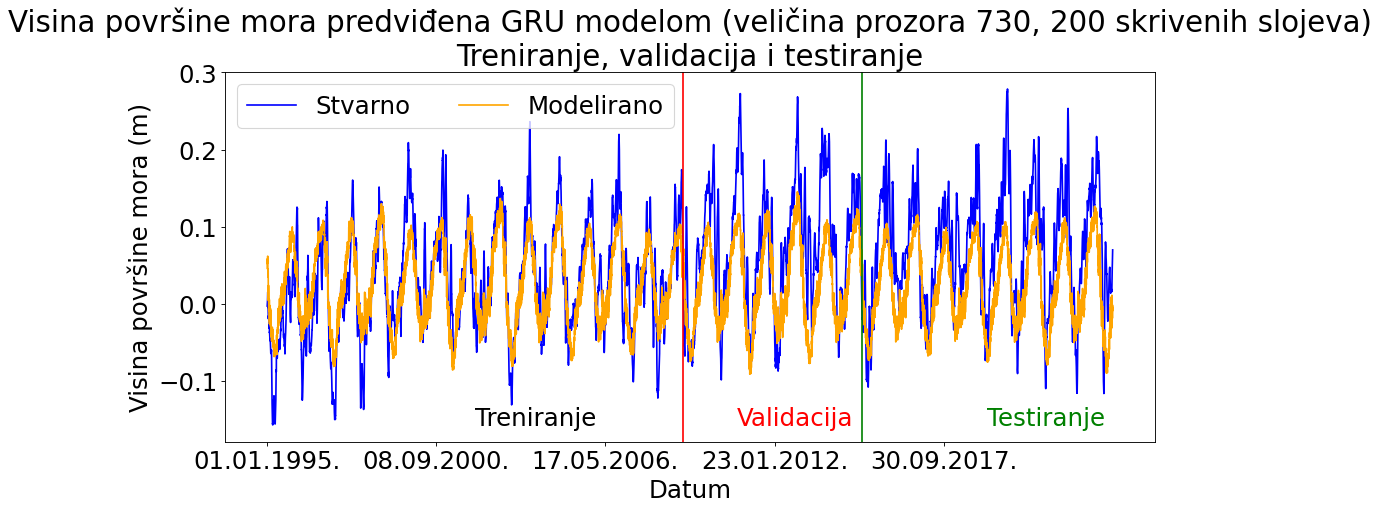 Visina površine mora predviđena GRU modelom (veličina prozora 730, 200 skrivenih slojeva)
Treniranje, validacija i testiranje
Visina površine mora (m)
0.3
0.2
0.1
0.0
−0.1
Stvarno
Modelirano
Treniranje
Validacija
Testiranje
01.01.1995.
08.09.2000.
17.05.2006.
23.01.2012.
30.09.2017.
Datum